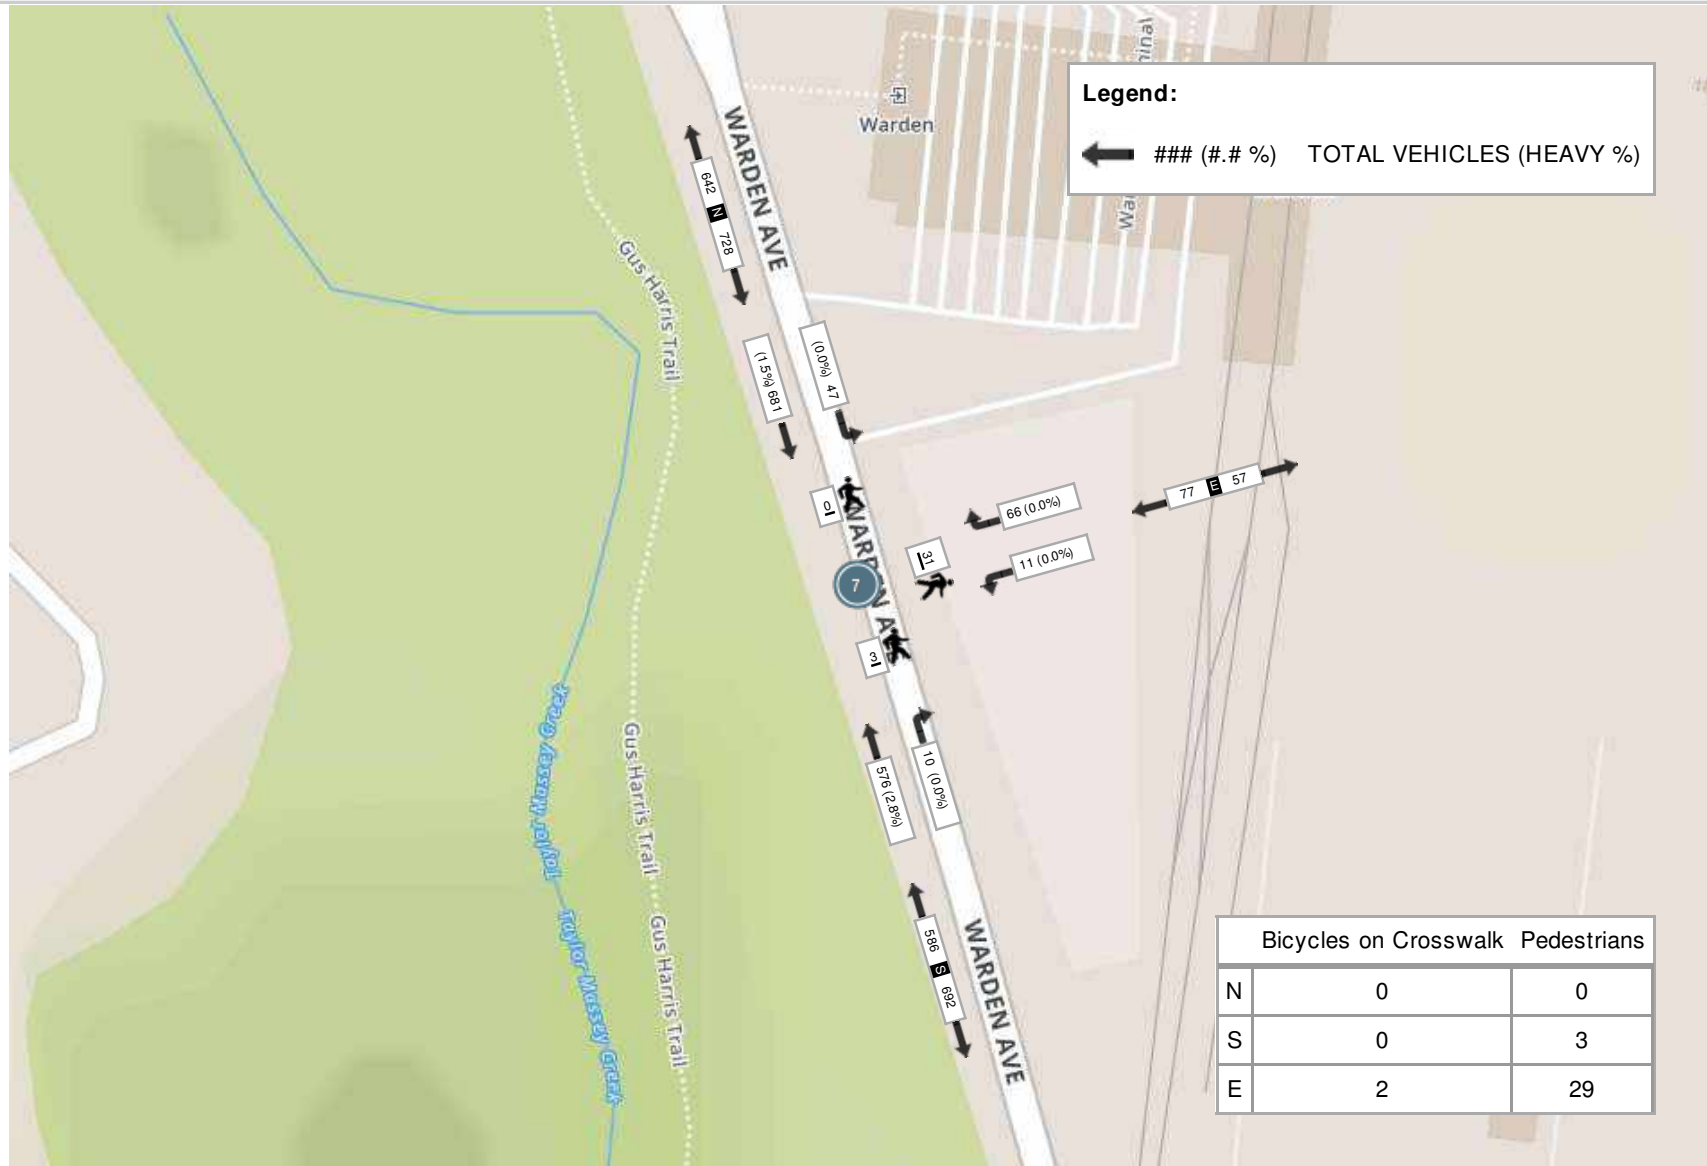 Legend:
### (#.# %) TOTAL VEHICLES (HEAVY %)
WARDEN AVE
Warden
Gus Harris Trail
642 N 728
(1.5%) 681
(0.0%) 47
0
WARDEN AVE
7
31
3
66 (0.0%)
11 (0.0%)
77 E 57
576 (2.8%)
10 (0.0%)
586 S 692
WARDEN AVE
Taylor Massey Creek
Gus Harris Trail
Taylor Massey Creek
Gus Harris Trail
Bicycles on Crosswalk Pedestrians
N 0 0
S 0 3
E 2 29